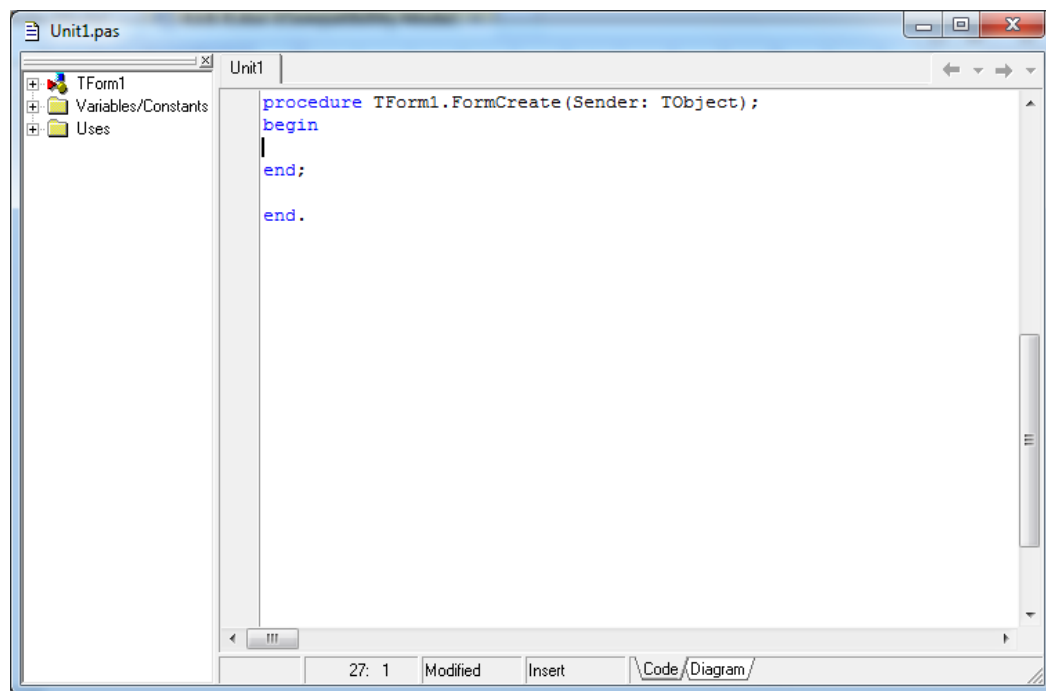 Unit1.pas
TForm1
Variables/Constants
Uses
Unit1
procedure TForm1.FormCreate(Sender: TObject);
begin
end;
end.
27: 1 Modified Insert Code Diagram